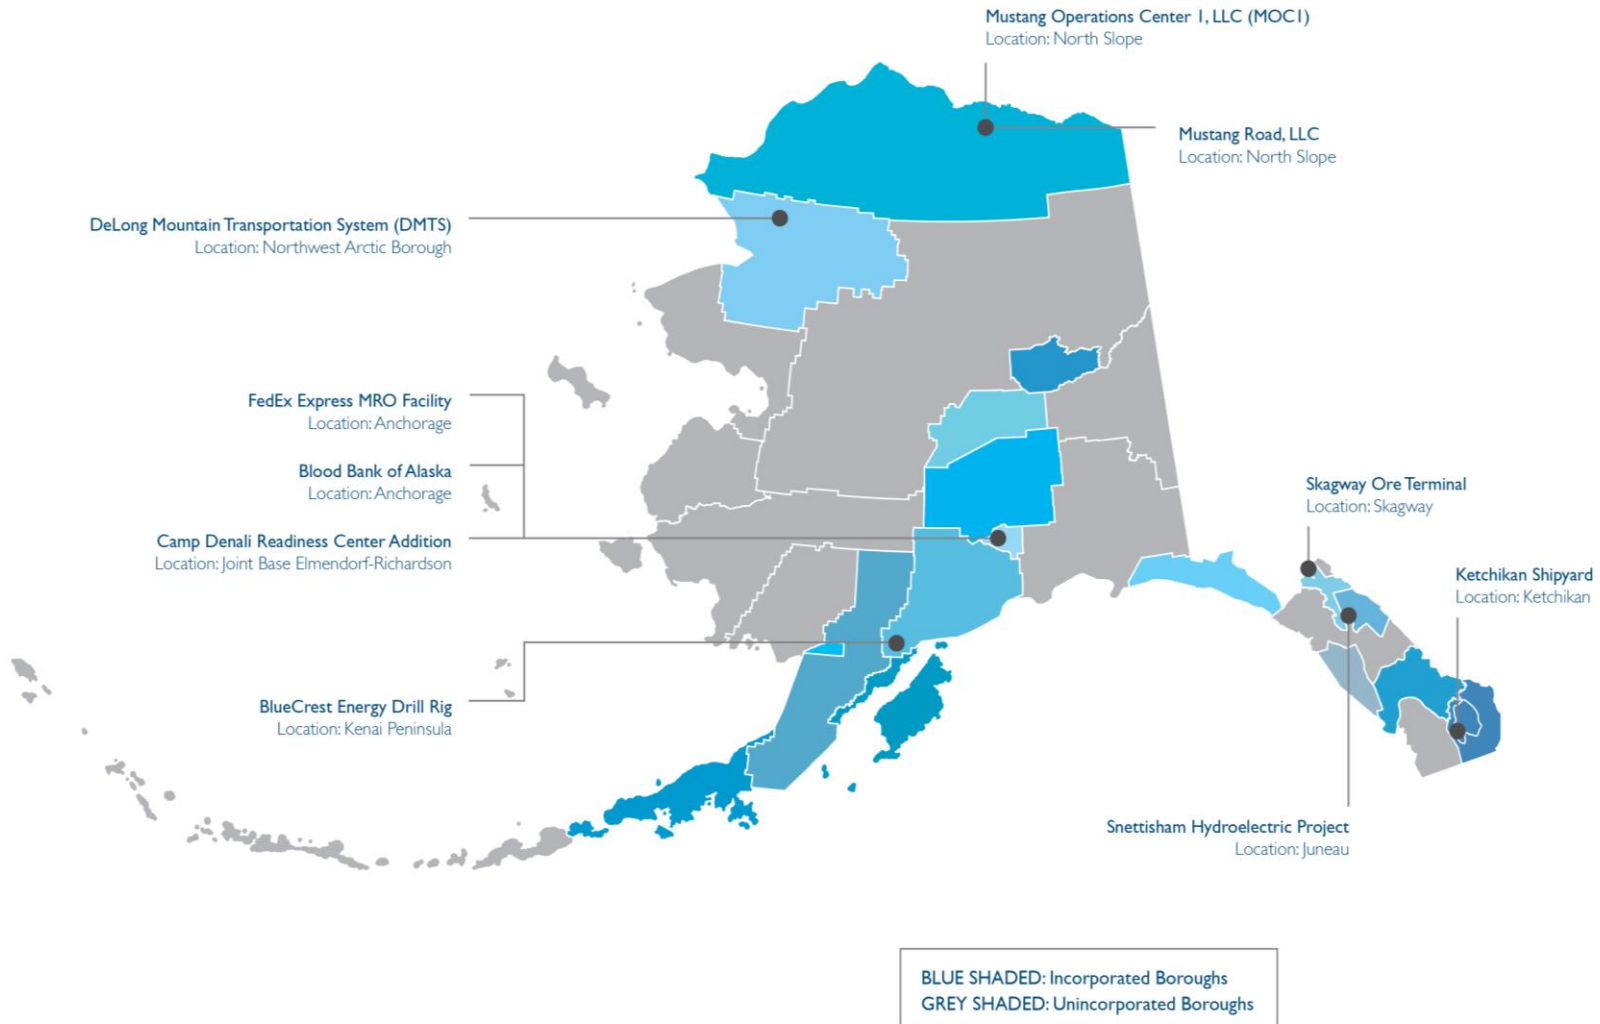 Mustang Operations Center 1, LLC (MOC1)
Location: North Slope
Mustang Road, LLC
Location: North Slope
DeLong Mountain Transportation System (DMTS)
Location: Northwest Arctic Borough
FedEx Express MRO Facility
Location: Anchorage
Blood Bank of Alaska
Location: Anchorage
Camp Denali Readiness Center Addition
Location: Joint Base Elmendorf-Richardson
BlueCrest Energy Drill Rig
Location: Kenai Peninsula
Skagway Ore Terminal
Location: Skagway
Ketchikan Shipyard
Location: Ketchikan
Snettisham Hydroelectric Project
Location: Juneau
BLUE SHADED: Incorporated Boroughs
GREY SHADED: Unincorporated Boroughs